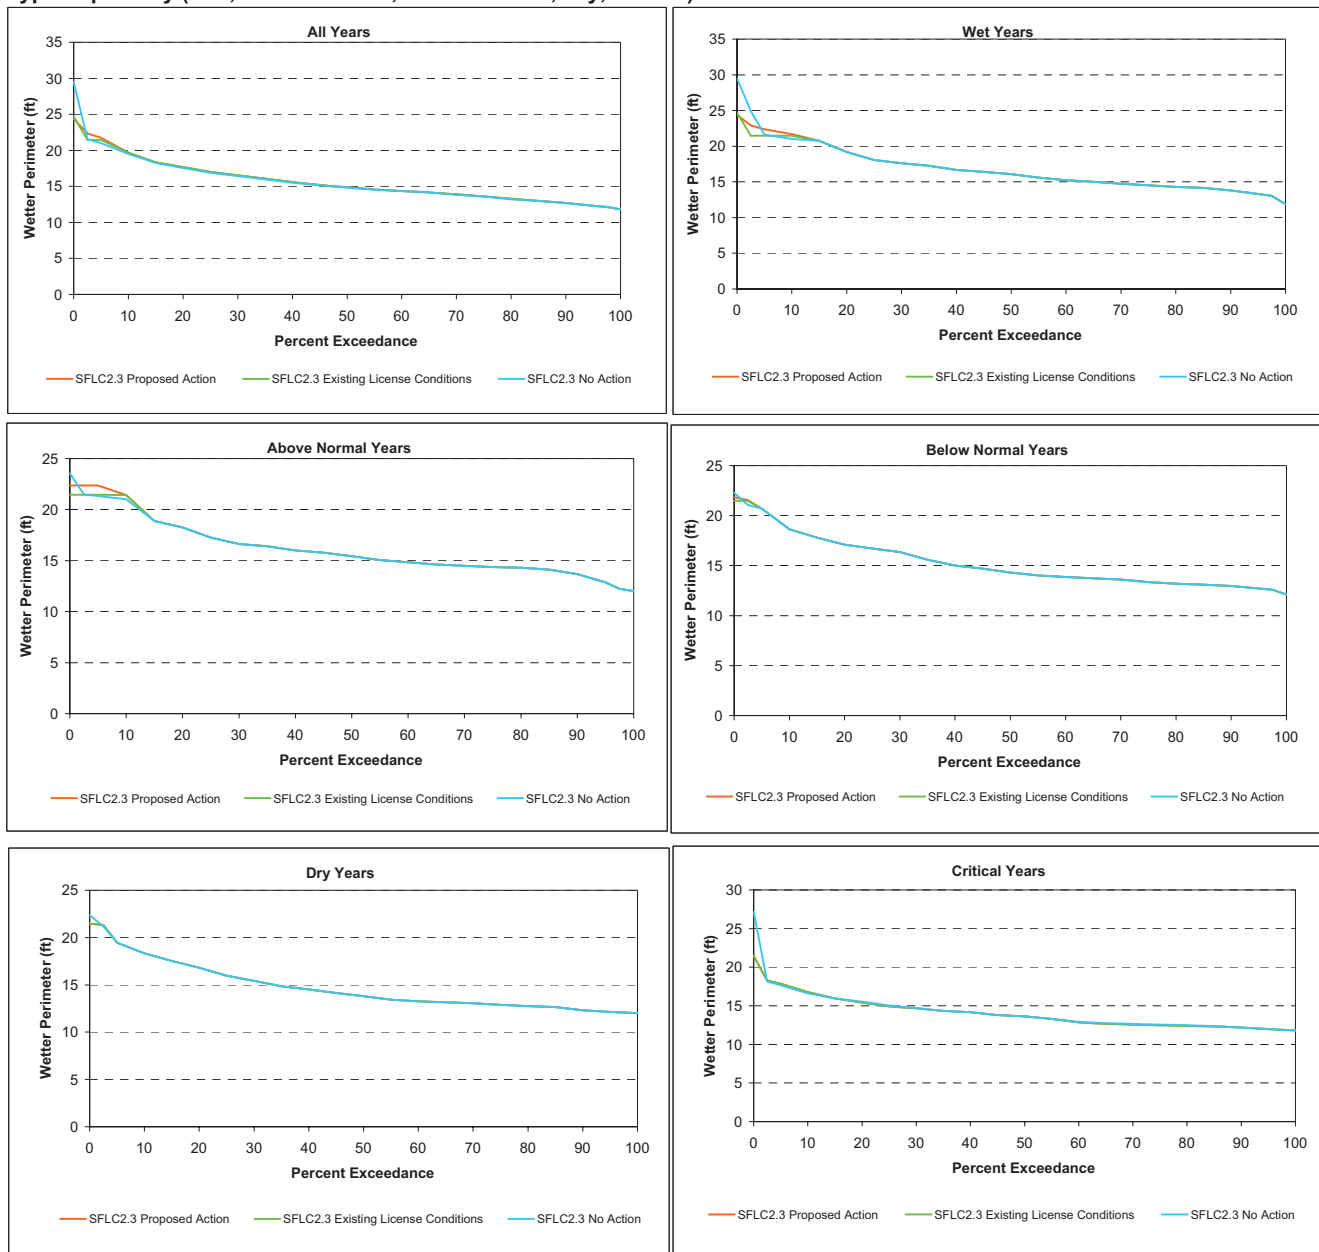 All Years
35
30
25
20
15
10
5
0
Wetter Perimeter (ft)
0 10 20 30 40 50 60 70 80 90 100
Percent Exceedance
SFLC2.3 Proposed Action SFLC2.3 Existing License Conditions SFLC2.3 No Action
Wet Years
35
30
25
20
15
10
5
0
Wetter Perimeter (ft)
0 10 20 30 40 50 60 70 80 90 100
Percent Exceedance
SFLC2.3 Proposed Action SFLC2.3 Existing License Conditions SFLC2.3 No Action
Above Normal Years
25
20
15
10
5
0
Wetter Perimeter (ft)
0 10 20 30 40 50 60 70 80 90 100
Percent Exceedance
SFLC2.3 Proposed Action SFLC2.3 Existing License Conditions SFLC2.3 No Action
Below Normal Years
25
20
15
10
5
0
Wetter Perimeter (ft)
0 10 20 30 40 50 60 70 80 90 100
Percent Exceedance
SFLC2.3 Proposed Action SFLC2.3 Existing License Conditions SFLC2.3 No Action
Dry Years
25
20
15
10
5
0
Wetter Perimeter (ft)
0 10 20 30 40 50 60 70 80 90 100
Percent Exceedance
SFLC2.3 Proposed Action SFLC2.3 Existing License Conditions SFLC2.3 No Action
Critical Years
30
25
20
15
10
5
0
Wetter Perimeter (ft)
0 10 20 30 40 50 60 70 80 90 100
Percent Exceedance
SFLC2.3 Proposed Action SFLC2.3 Existing License Conditions SFLC2.3 No Action